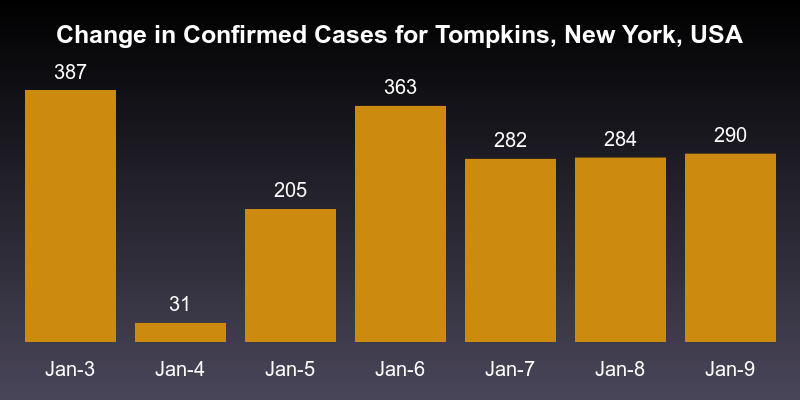 Change in Confirmed Cases for Tompkins, New York, USA
387
31
205
363
282
284
290
Jan-3
Jan-4
Jan-5
Jan-6
Jan-7
Jan-8
Jan-9